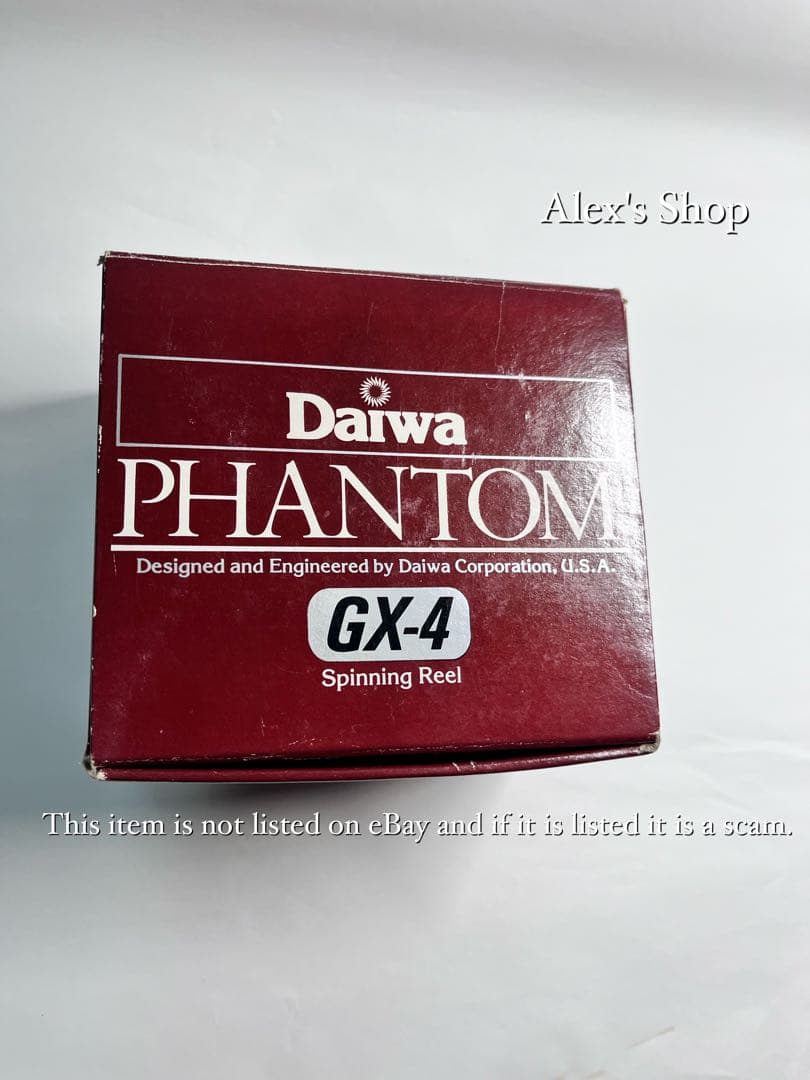 Alex's Shop
Daiwa
PHANTOM
Designed and Engineered by Daiwa Corporation, U.S.A.
GX-4
Spinning Reel
This item is not listed on eBay and if it is listed it is a scam.